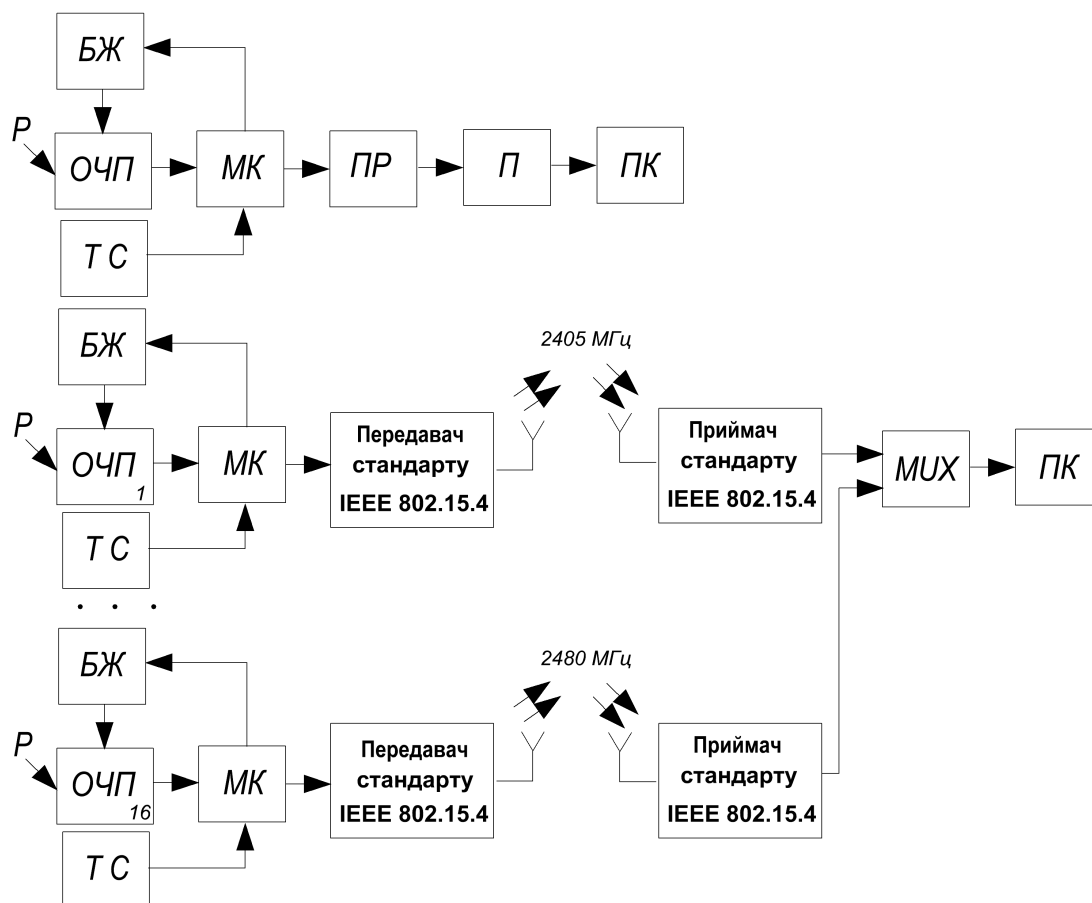 БЖ
P
ОЧП
МК
ПР
П
ПК
Т С
БЖ
2405 МГц
P
ОЧП
1
МК
Передавач
стандарту
IEEE 802.15.4
Приймач
стандарту
IEEE 802.15.4
MUX
ПК
Т С
. . .
БЖ
2480 МГц
P
ОЧП
16
МК
Передавач
стандарту
IEEE 802.15.4
Приймач
стандарту
IEEE 802.15.4
Т С